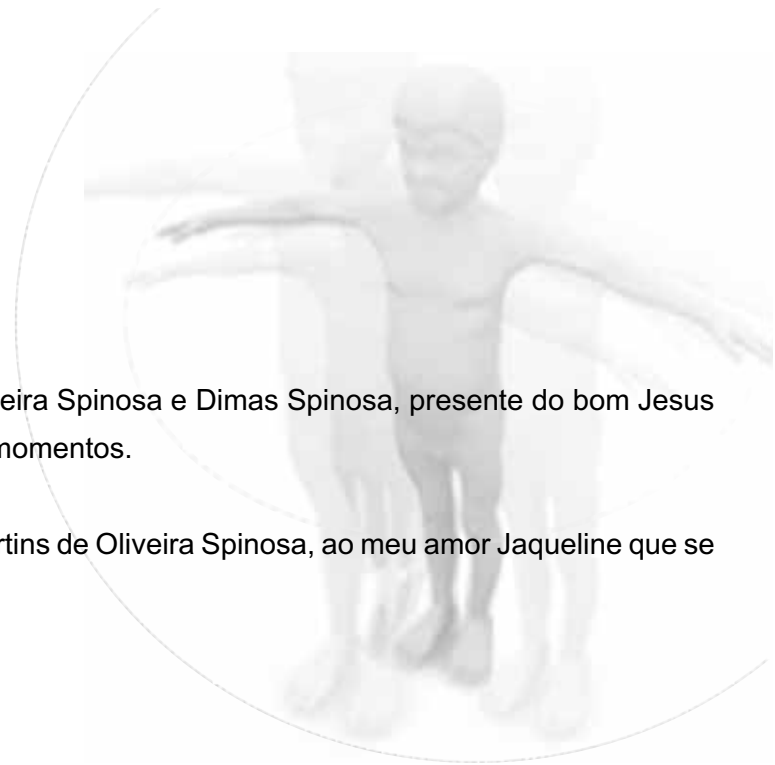 eira Spinosa e Dimas Spinosa, presente do bom Jesus
momentos.
rtins de Oliveira Spinosa, ao meu amor Jaqueline que se